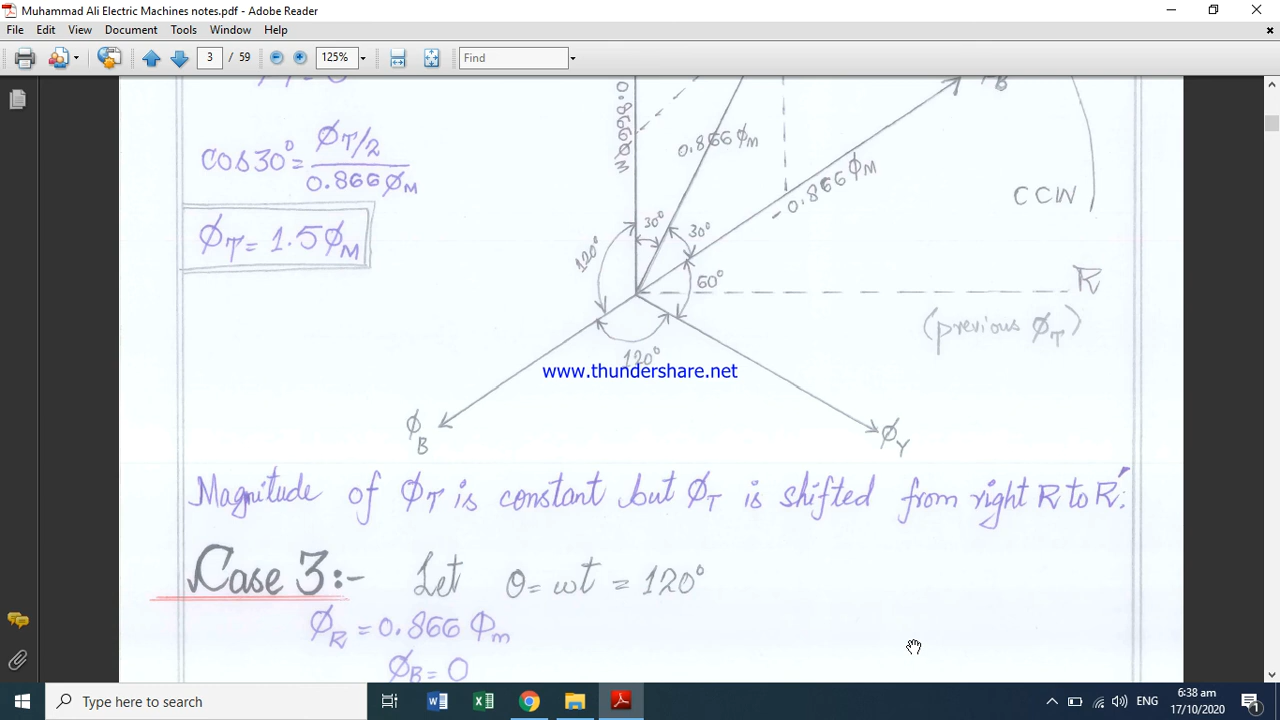 Muhammad Ali Electric Machines notes.pdf - Adobe Reader
File Edit View Document Tools Window Help
3 / 59 125% Find
cos30° = ϕT/2
0.866ϕM
ϕT = 1.5ϕM
0.866ϕM
0.866ϕM
-0.866ϕM
B
CCW
120°
30°
30°
60°
R
(previous ϕT)
120°
www.thundershare.net
ϕB
ϕY
Magnitude of ϕT is constant but ϕT is shifted from right R to R'.
Case 3:- Let θ = ωt = 120°
ϕR = 0.866 ϕm
ϕB = 0
Type here to search
ENG
6:38 am
17/10/2020
1